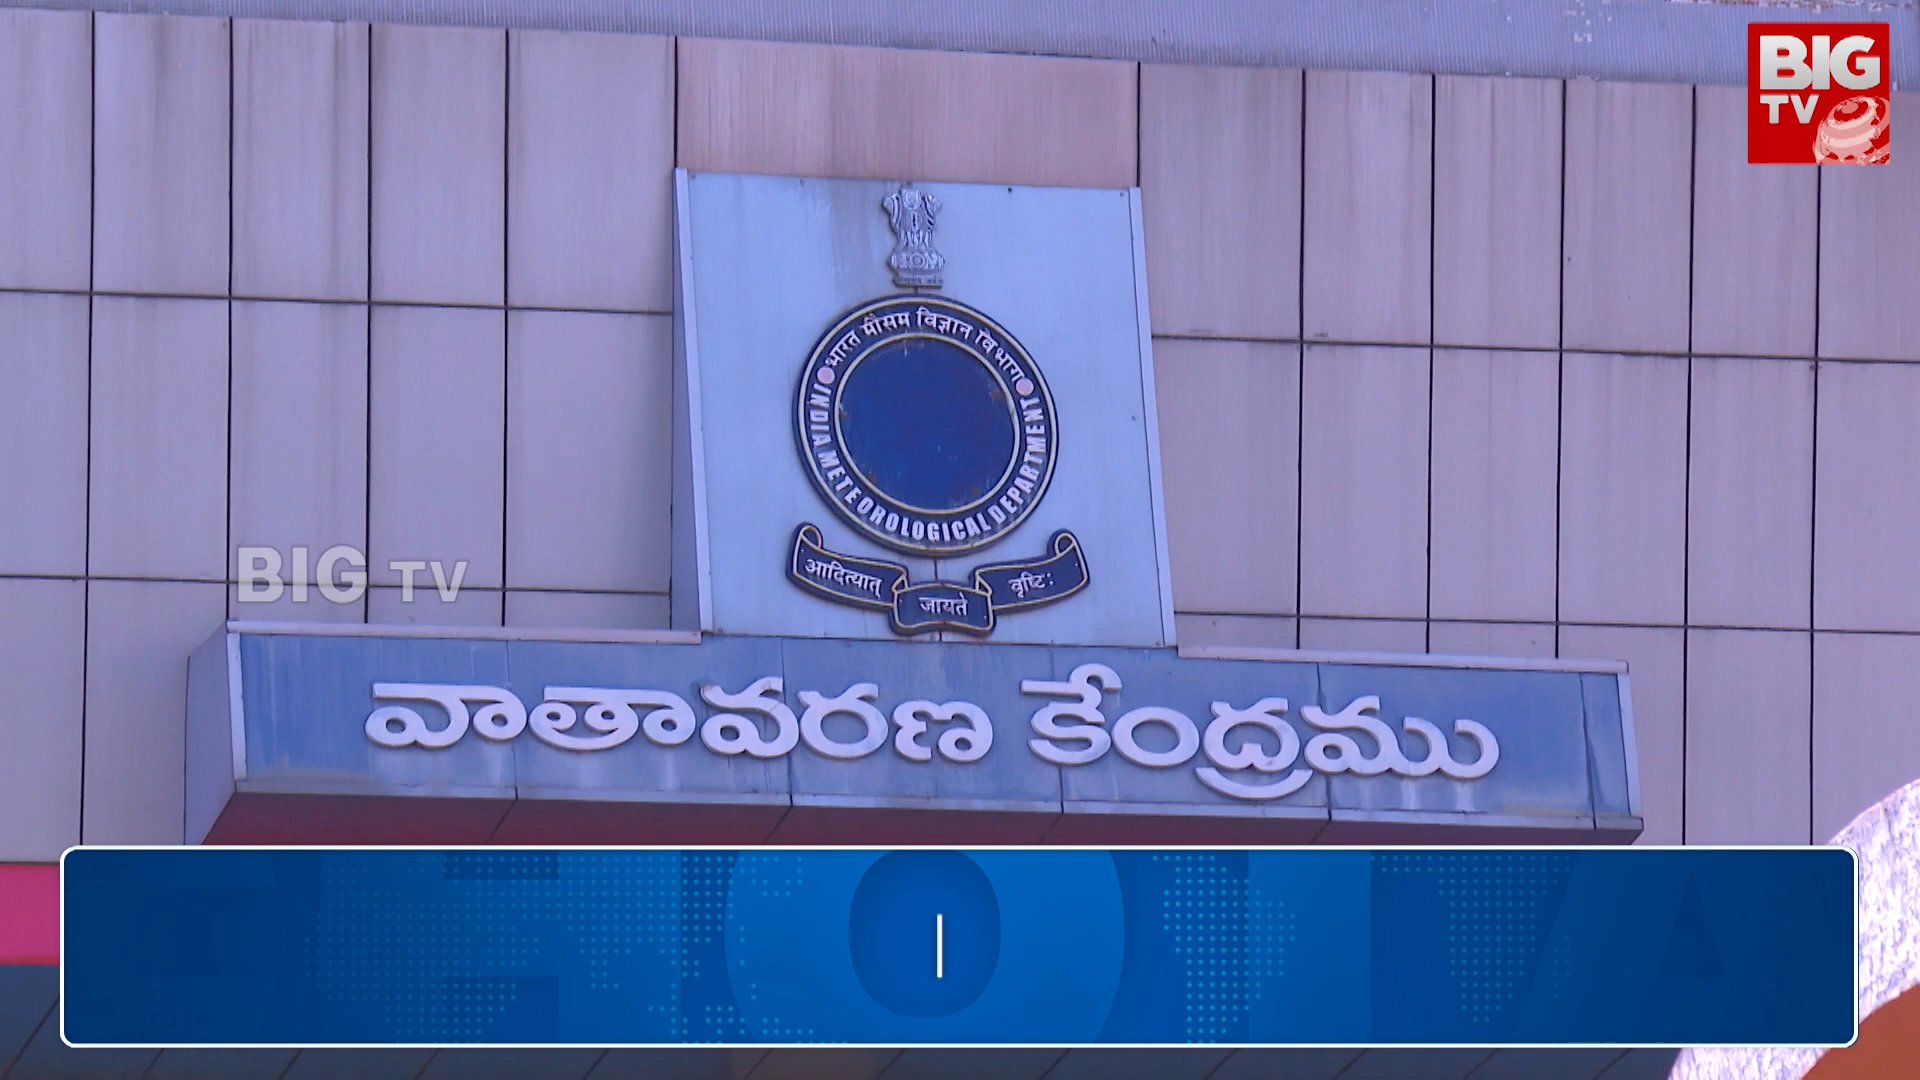 BIG
TV
भारत मौसम विज्ञान विभाग
INDIA METEOROLOGICAL DEPARTMENT
आदित्यात् जायते वृष्टिः
BIG TV
వాతావరణ కేంద్రము